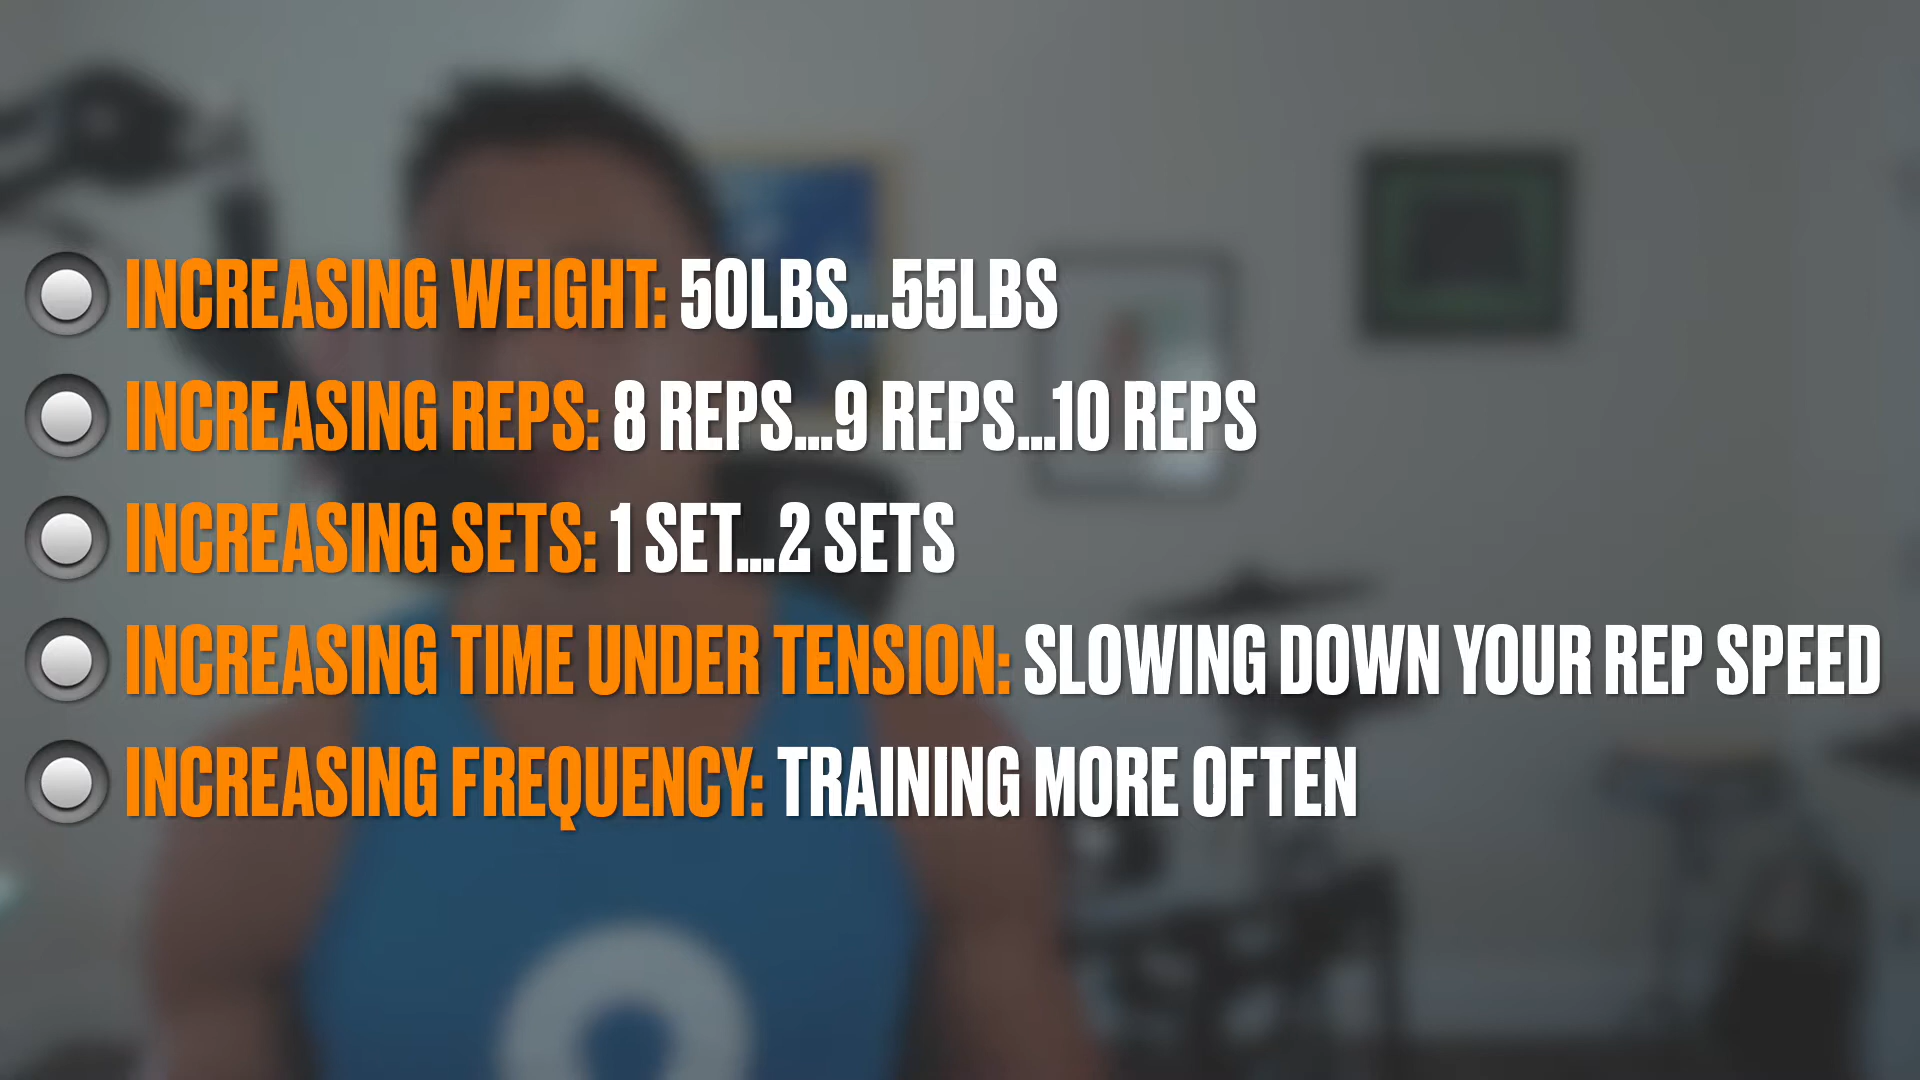 INCREASING WEIGHT: 50LBS...55LBS
INCREASING REPS: 8 REPS...9 REPS...10 REPS
INCREASING SETS: 1 SET...2 SETS
INCREASING TIME UNDER TENSION: SLOWING DOWN YOUR REP SPEED
INCREASING FREQUENCY: TRAINING MORE OFTEN